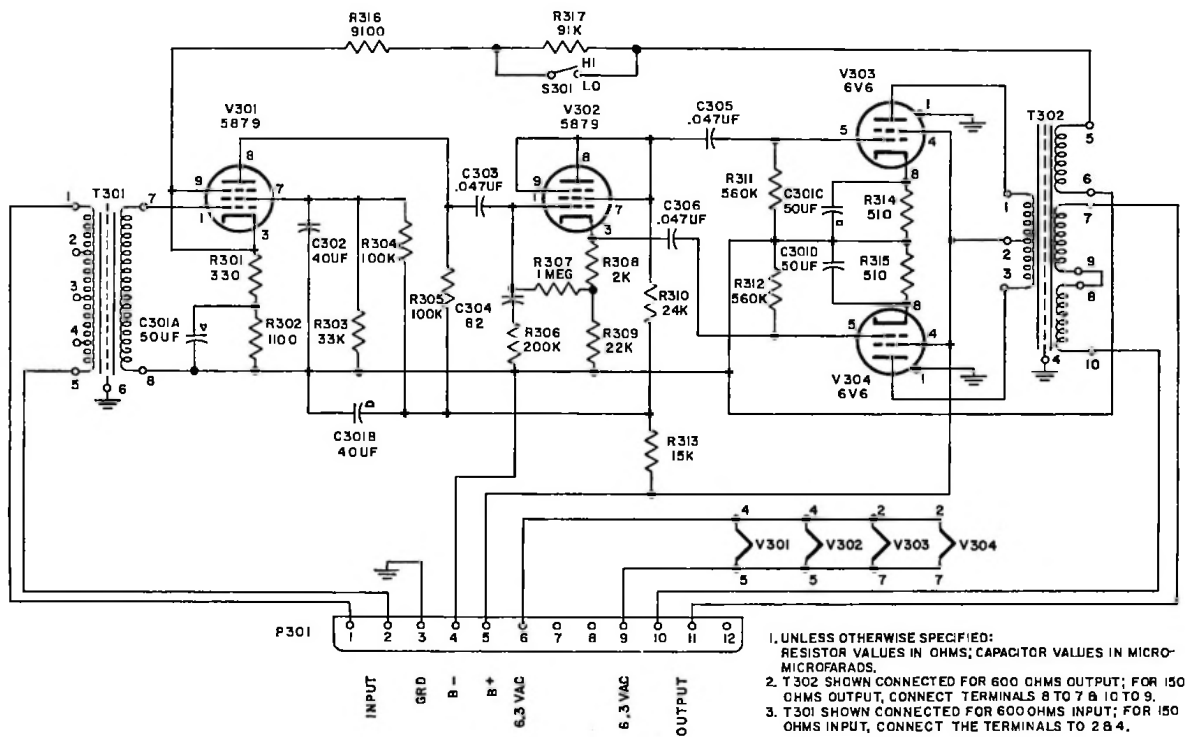 R316
9100
R317
91K
HI
LO
S301
V303
6V6
V301
5879
V302
5879
C305
.047UF
T302
1
5
4
8
9
7
1
3
8
C303
.047UF
9
7
3
R311
560K
C301C
50UF
8
R314
510
5
6
7
1
2
3
9
8
4
10
1
T301
7
2
3
4
5
6
8
C302
40UF
R304
100K
C306
.047UF
R301
330
R307
1 MEG
R308
2K
C301D
50UF
R315
510
R305
100K
C304
82
R310
24K
R312
560K
8
5
4
1
C301A
50UF
R302
1100
R303
33K
R306
200K
R309
22K
V304
6V6
C301B
40UF
R313
15K
4
4
2
2
V301
V302
V303
V304
5
5
7
7
P301
1
2
3
4
5
6
7
8
9
10
11
12
INPUT
GRD
B-
B+
6.3 VAC
6.3 VAC
OUTPUT
1. UNLESS OTHERWISE SPECIFIED:
RESISTOR VALUES IN OHMS; CAPACITOR VALUES IN MICRO-
MICROFARADS.
2. T302 SHOWN CONNECTED FOR 600 OHMS OUTPUT; FOR 150
OHMS OUTPUT, CONNECT TERMINALS 8 TO 7 & 10 TO 9.
3. T301 SHOWN CONNECTED FOR 600 OHMS INPUT; FOR 150
OHMS INPUT, CONNECT THE TERMINALS TO 2 & 4.